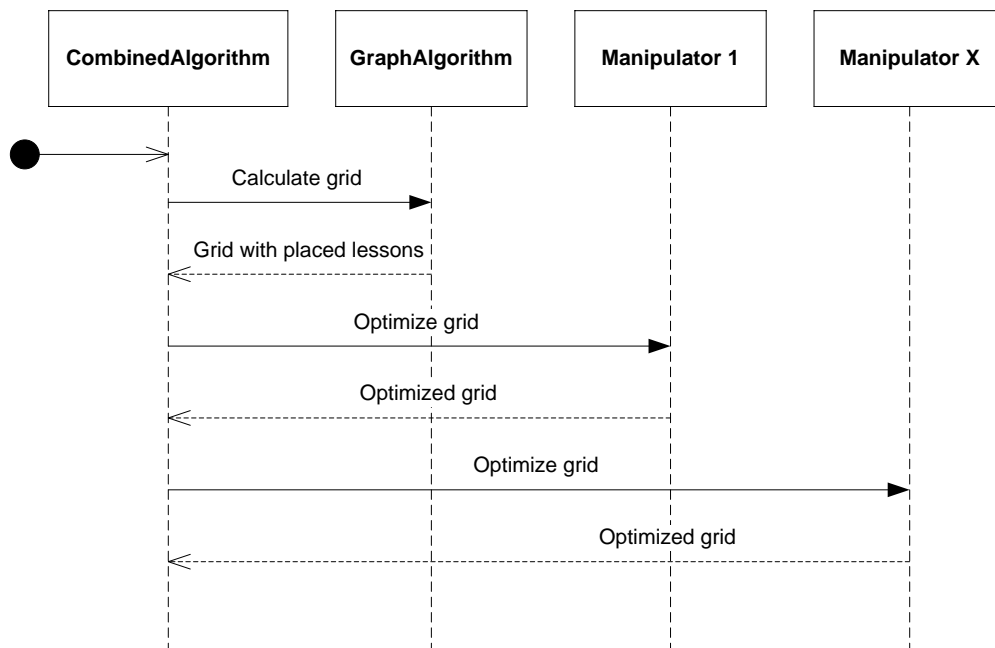 CombinedAlgorithm
GraphAlgorithm
Manipulator 1
Manipulator X
Calculate grid
Grid with placed lessons
Optimize grid
Optimized grid
Optimize grid
Optimized grid